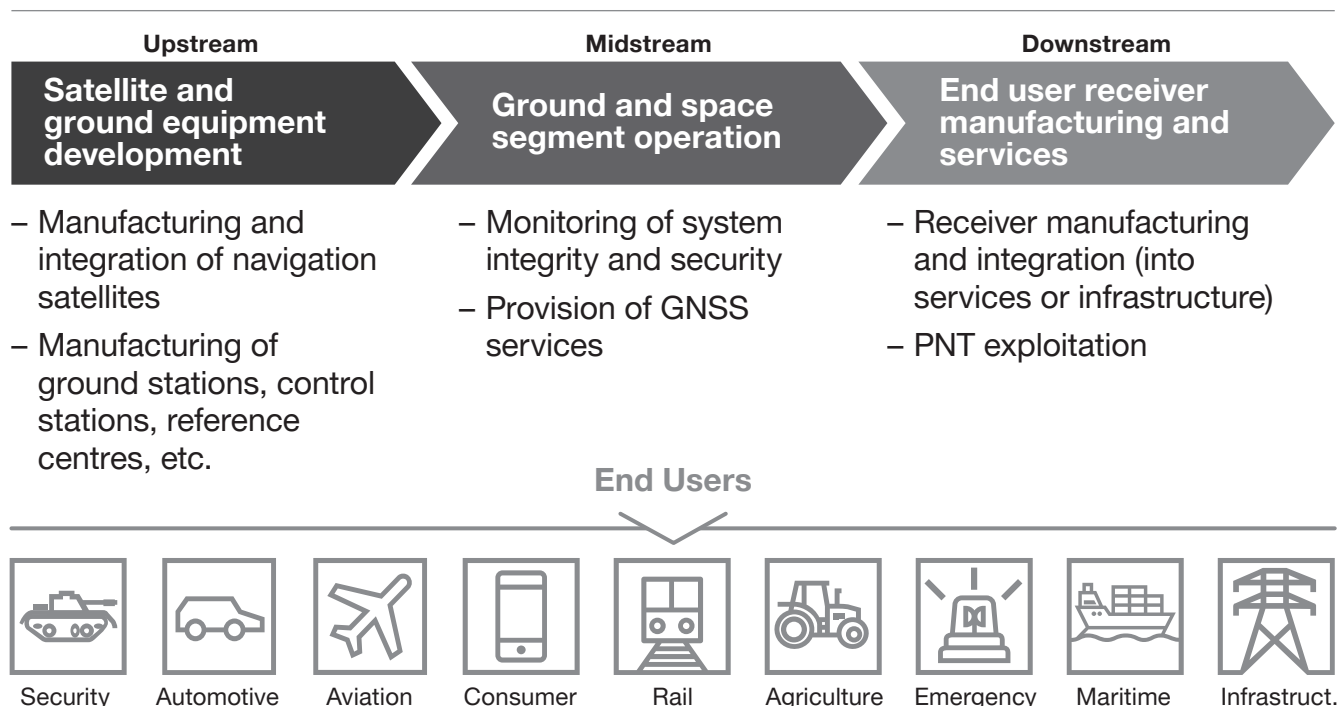 Upstream
Midstream
Downstream
Satellite and
ground equipment
development
Ground and space
segment operation
End user receiver
manufacturing and
services
– Manufacturing and
integration of navigation
satellites
– Manufacturing of
ground stations, control
stations, reference
centres, etc.
– Monitoring of system
integrity and security
– Provision of GNSS
services
– Receiver manufacturing
and integration (into
services or infrastructure)
– PNT exploitation
End Users
Security
Automotive
Aviation
Consumer
Rail
Agriculture
Emergency
Maritime
Infrastruct.